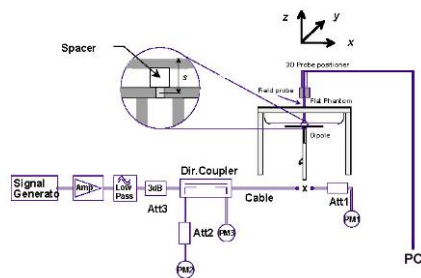 z
y
x
Spacer
s
3D Probe positioner
Field probe
Flat Phantom
Dipole
Dir.Coupler
Signal
Generato
Amp
Low
Pass
3dB
Att3
Cable
x
Att1
PM1
Att2
PM3
PM2
PC